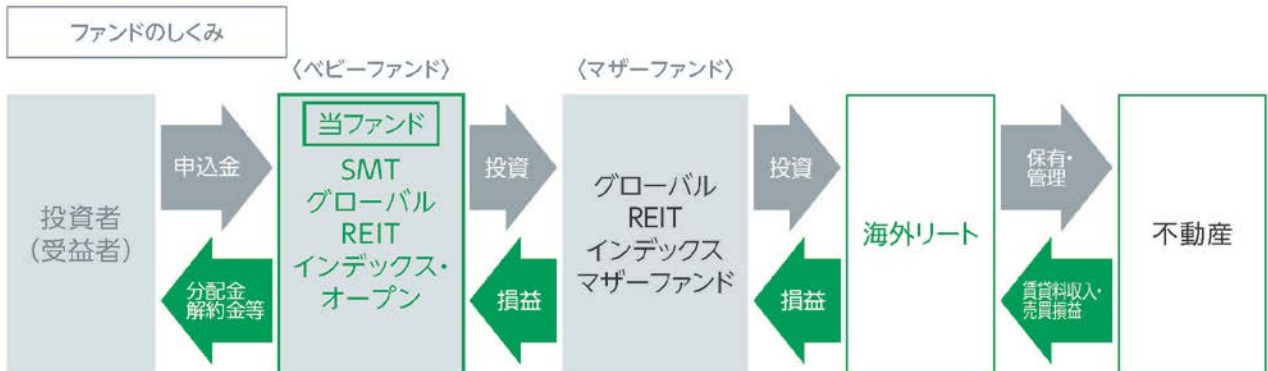 ファンドのしくみ
〈ベビーファンド〉
〈マザーファンド〉
投資者
(受益者)
申込金
分配金
解約金等
当ファンド
SMT
グローバル
REIT
インデックス・
オープン
投資
損益
グローバル
REIT
インデックス
マザーファンド
投資
損益
海外リート
保有・
管理
賃貸料収入・
売買損益
不動産